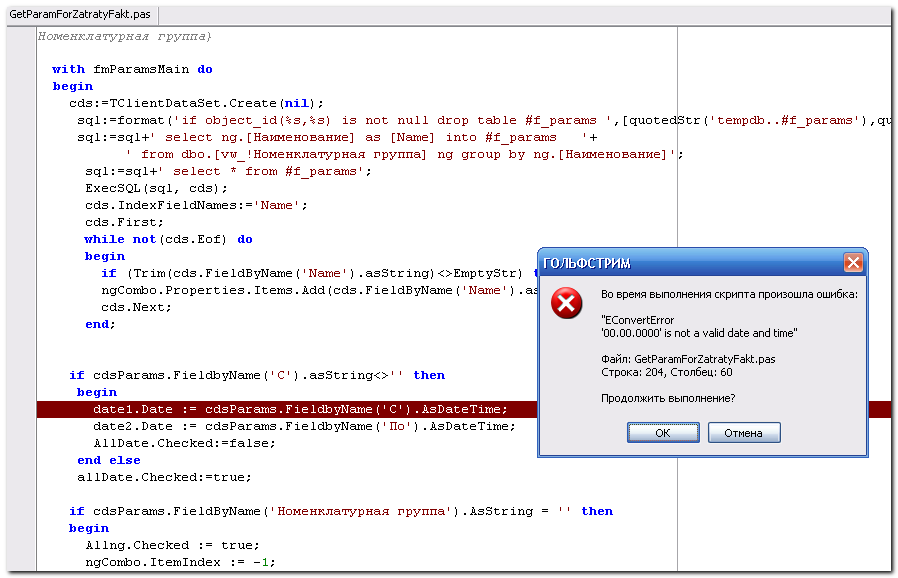 GetParamForZatratyFakt.pas
Номенклатурная группа}
with fmParamsMain do
begin
cds:=TClientDataSet.Create(nil);
sql:=format('if object_id(%s,%s) is not null drop table #f_params ',[quotedStr('tempdb..#f_params'),qu
sql:=sql+' select ng.[Наименование] as [Name] into #f_params   '+
' from dbo.[vw_!Номенклатурная группа] ng group by ng.[Наименование]';
sql:=sql+' select * from #f_params';
ExecSQL(sql, cds);
cds.IndexFieldNames:='Name';
cds.First;
while not(cds.Eof) do
begin
if (Trim(cds.FieldByName('Name').asString)<>EmptyStr) t
ngCombo.Properties.Items.Add(cds.FieldByName('Name').as
cds.Next;
end;
if cdsParams.FieldbyName('С').asString<>'' then
begin
date1.Date := cdsParams.FieldbyName('С').AsDateTime;
date2.Date := cdsParams.FieldbyName('По').AsDateTime;
AllDate.Checked:=false;
end else
allDate.Checked:=true;
if cdsParams.FieldByName('Номенклатурная группа').AsString = '' then
begin
Allng.Checked := true;
ngCombo.ItemIndex := -1;
ГОЛЬФСТРИМ
Во время выполнения скрипта произошла ошибка:
"EConvertError
'00.00.0000' is not a valid date and time"
Файл: GetParamForZatratyFakt.pas
Строка: 204, Столбец: 60
Продолжить выполнение?
OK
Отмена